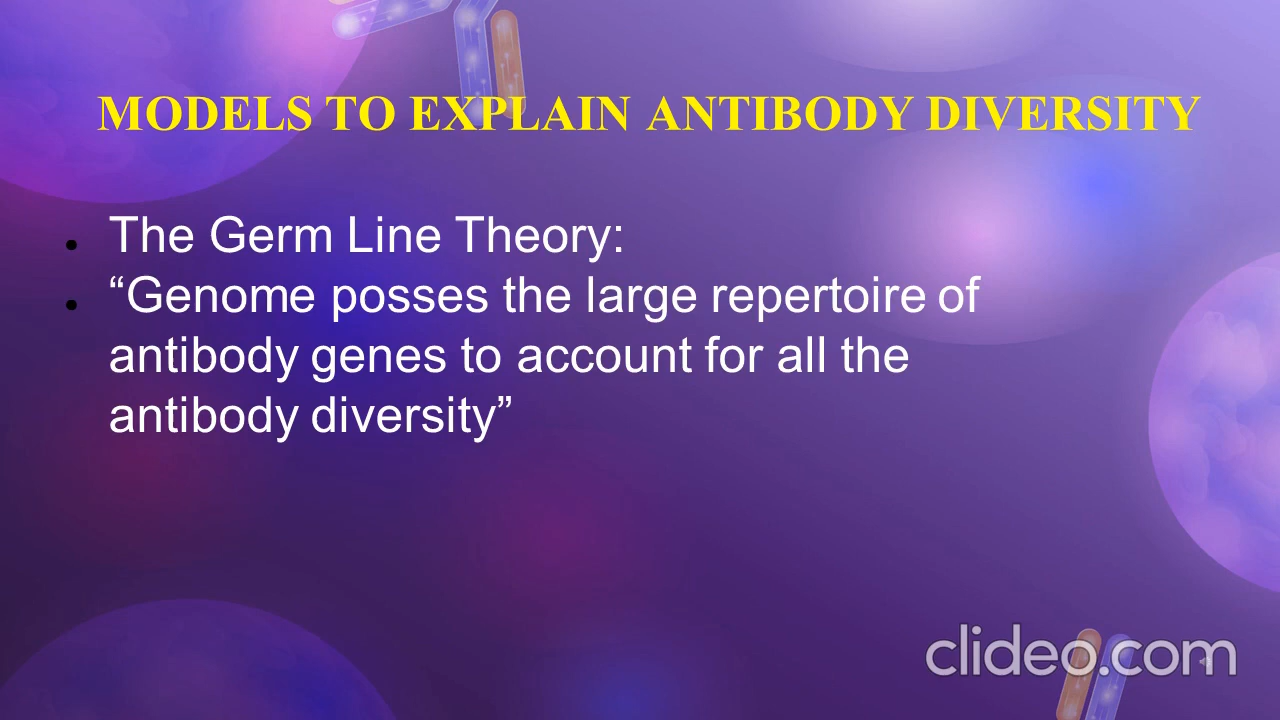 MODELS TO EXPLAIN ANTIBODY DIVERSITY
The Germ Line Theory:
“Genome posses the large repertoire of
antibody genes to account for all the
antibody diversity”
clideo.com